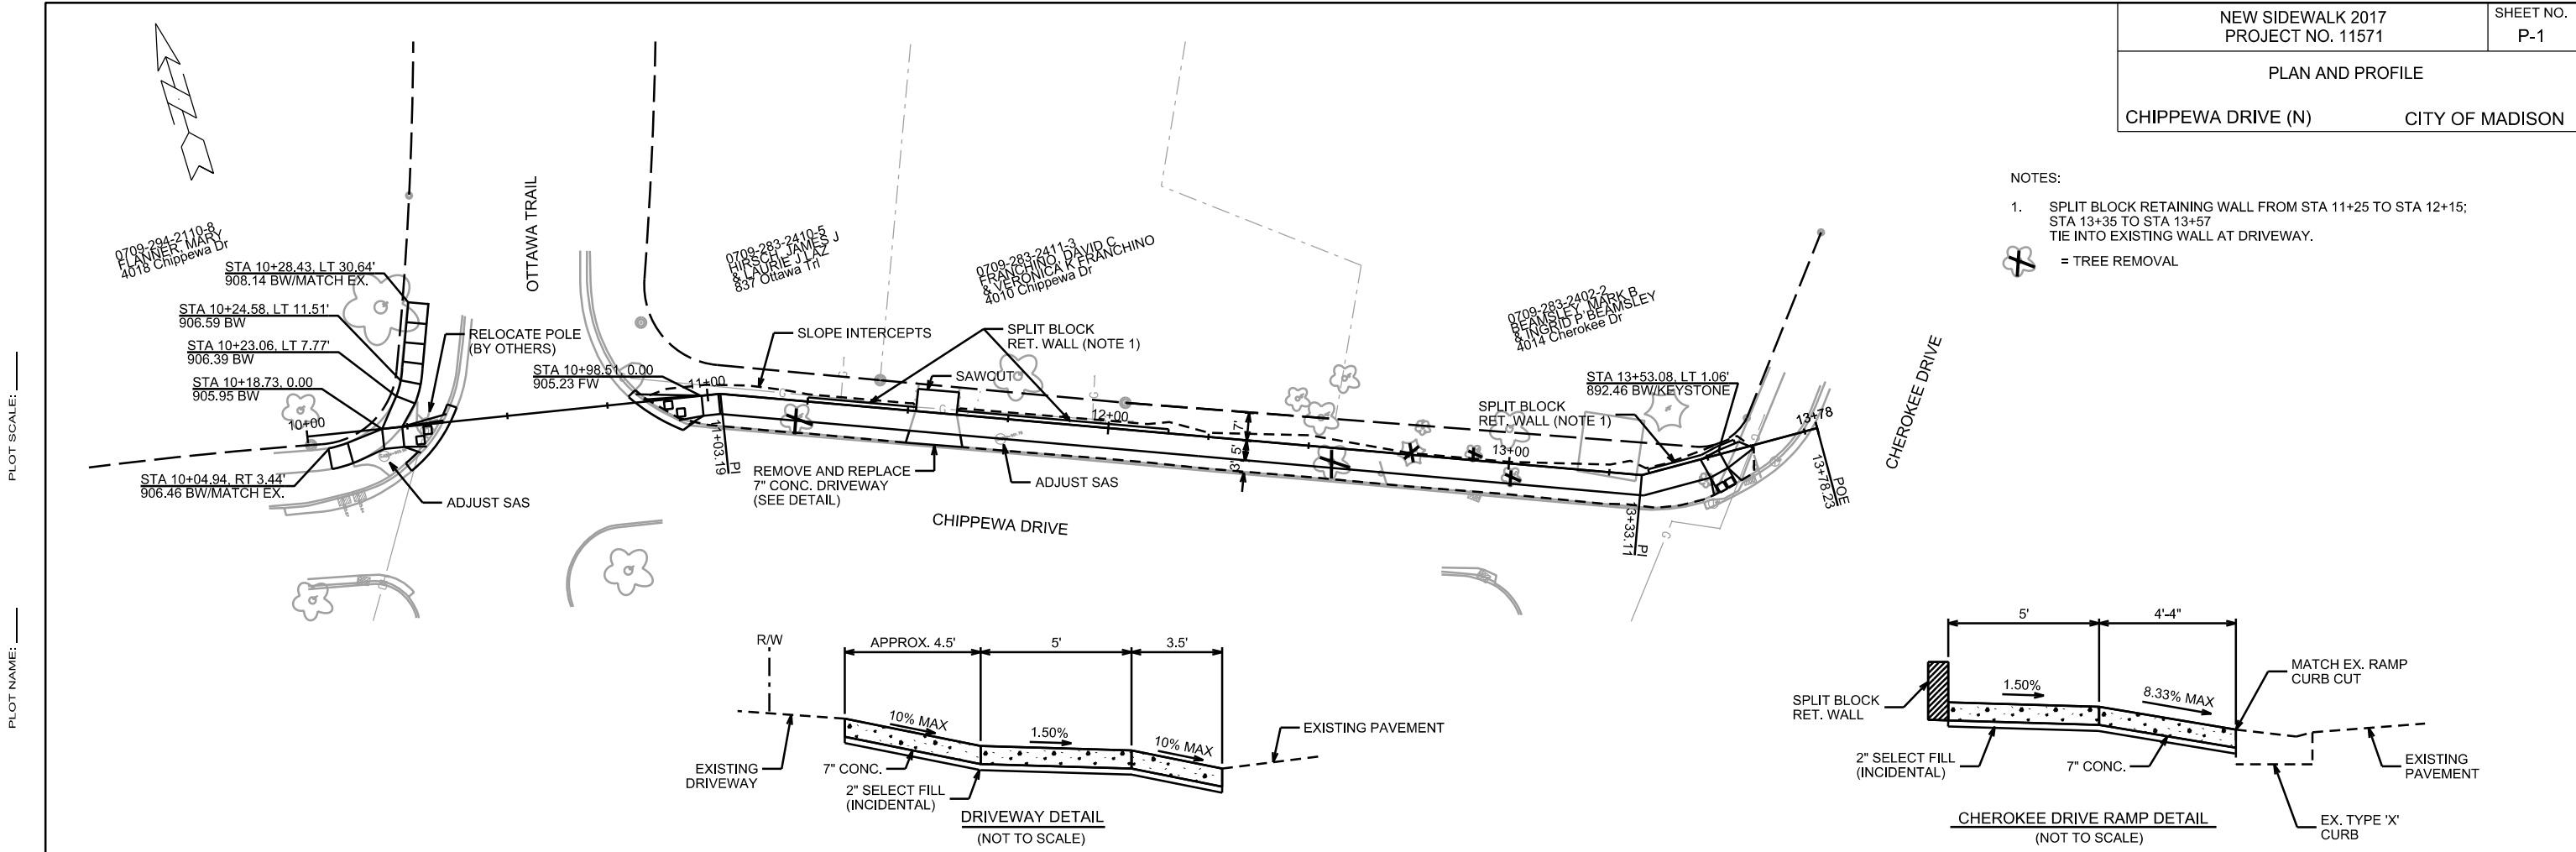 NEW SIDEWALK 2017
PROJECT NO. 11571
SHEET NO.
P-1
PLAN AND PROFILE
CHIPPEWA DRIVE (N)
CITY OF MADISON
NOTES:
1. SPLIT BLOCK RETAINING WALL FROM STA 11+25 TO STA 12+15;
STA 13+35 TO STA 13+57
TIE INTO EXISTING WALL AT DRIVEWAY.
= TREE REMOVAL
PLOT SCALE:
PLOT NAME:
0709-294-2110-8
FLANNER, MARY
4018 Chippewa Dr
STA 10+28.43, LT 30.64'
908.14 BW/MATCH EX.
STA 10+24.58, LT 11.51'
906.59 BW
STA 10+23.06, LT 7.77'
906.39 BW
STA 10+18.73, 0.00
905.95 BW
10+00
STA 10+04.94, RT 3.44'
906.46 BW/MATCH EX.
ADJUST SAS
RELOCATE POLE
(BY OTHERS)
OTTAWA TRAIL
STA 10+98.51, 0.00
905.23 FW
11+00
11+03.19
PI
0709-283-2410-5
HIRSCH, JAMES J
& LAURIE J LAZ
837 Ottawa Trl
SLOPE INTERCEPTS
SAWCUT
SPLIT BLOCK
RET. WALL (NOTE 1)
0709-283-2411-3
FRANCHINO, DAVID C
& VERONICA K FRANCHINO
4010 Chippewa Dr
12+00
REMOVE AND REPLACE
7" CONC. DRIVEWAY
(SEE DETAIL)
ADJUST SAS
CHIPPEWA DRIVE
7'
5'
3'
13+00
0709-283-2402-2
BEAMSLEY, MARK B
& INGRID P BEAMSLEY
4014 Cherokee Dr
STA 13+53.08, LT 1.06'
892.46 BW/KEYSTONE
SPLIT BLOCK
RET. WALL (NOTE 1)
13+33.11
PI
13+78
POE
13+78.23
CHEROKEE DRIVE
G
G
G
G
G
G
R/W
APPROX. 4.5'
5'
3.5'
10% MAX
1.50%
10% MAX
EXISTING PAVEMENT
EXISTING
DRIVEWAY
7" CONC.
2" SELECT FILL
(INCIDENTAL)
DRIVEWAY DETAIL
(NOT TO SCALE)
5'
4'-4"
1.50%
8.33% MAX
MATCH EX. RAMP
CURB CUT
SPLIT BLOCK
RET. WALL
2" SELECT FILL
(INCIDENTAL)
7" CONC.
EXISTING
PAVEMENT
EX. TYPE 'X'
CURB
CHEROKEE DRIVE RAMP DETAIL
(NOT TO SCALE)